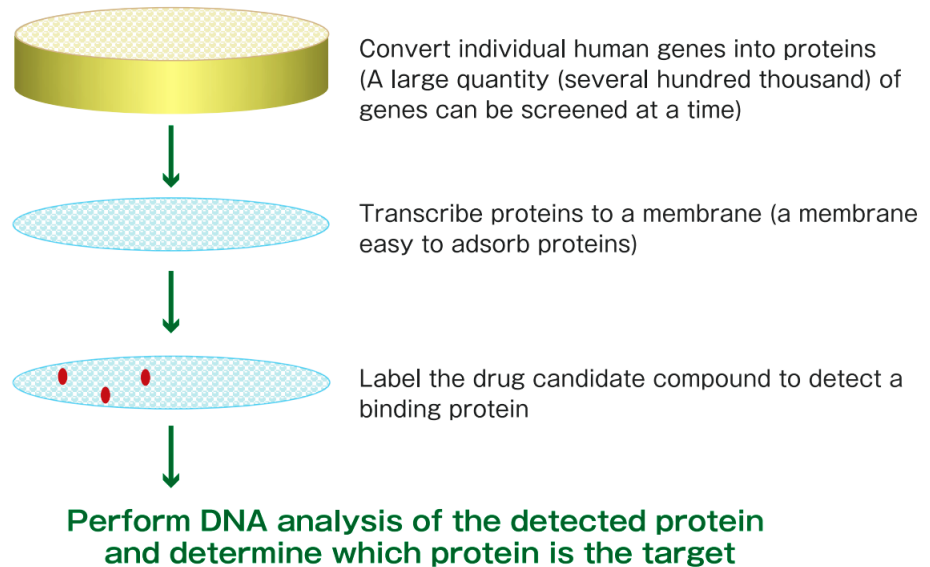 Convert individual human genes into proteins
(A large quantity (several hundred thousand) of
genes can be screened at a time)
Transcribe proteins to a membrane (a membrane
easy to adsorb proteins)
Label the drug candidate compound to detect a
binding protein
Perform DNA analysis of the detected protein
and determine which protein is the target